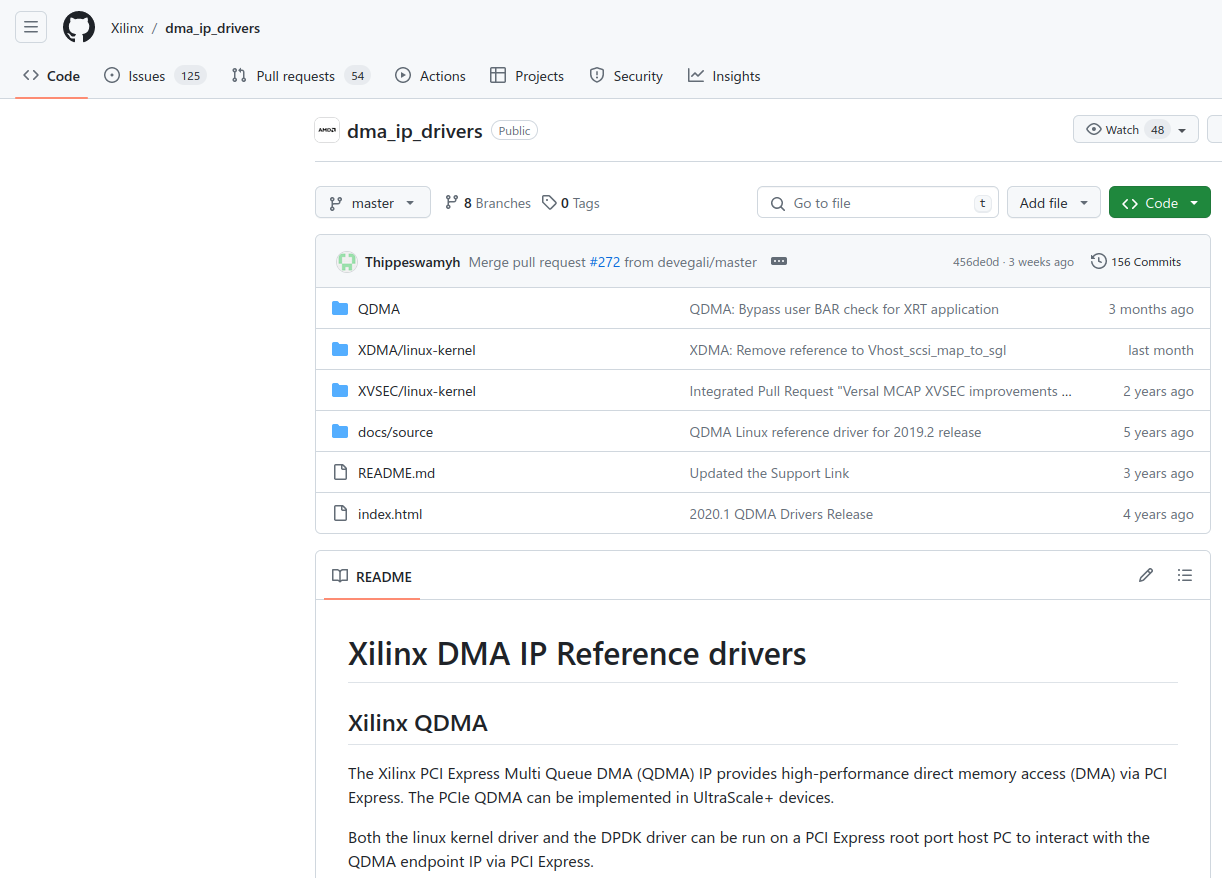 Xilinx / dma_ip_drivers
Code Issues 125 Pull requests 54 Actions Projects Security Insights
AMD dma_ip_drivers Public Watch 48
master 8 Branches 0 Tags Go to file t Add file Code
Thippeswamyh Merge pull request #272 from devegali/master 456de0d · 3 weeks ago 156 Commits
QDMA QDMA: Bypass user BAR check for XRT application 3 months ago
XDMA/linux-kernel XDMA: Remove reference to Vhost_scsi_map_to_sgl last month
XVSEC/linux-kernel Integrated Pull Request "Versal MCAP XVSEC improvements ... 2 years ago
docs/source QDMA Linux reference driver for 2019.2 release 5 years ago
README.md Updated the Support Link 3 years ago
index.html 2020.1 QDMA Drivers Release 4 years ago
README
Xilinx DMA IP Reference drivers
Xilinx QDMA
The Xilinx PCI Express Multi Queue DMA (QDMA) IP provides high-performance direct memory access (DMA) via PCI
Express. The PCIe QDMA can be implemented in UltraScale+ devices.
Both the linux kernel driver and the DPDK driver can be run on a PCI Express root port host PC to interact with the
QDMA endpoint IP via PCI Express.